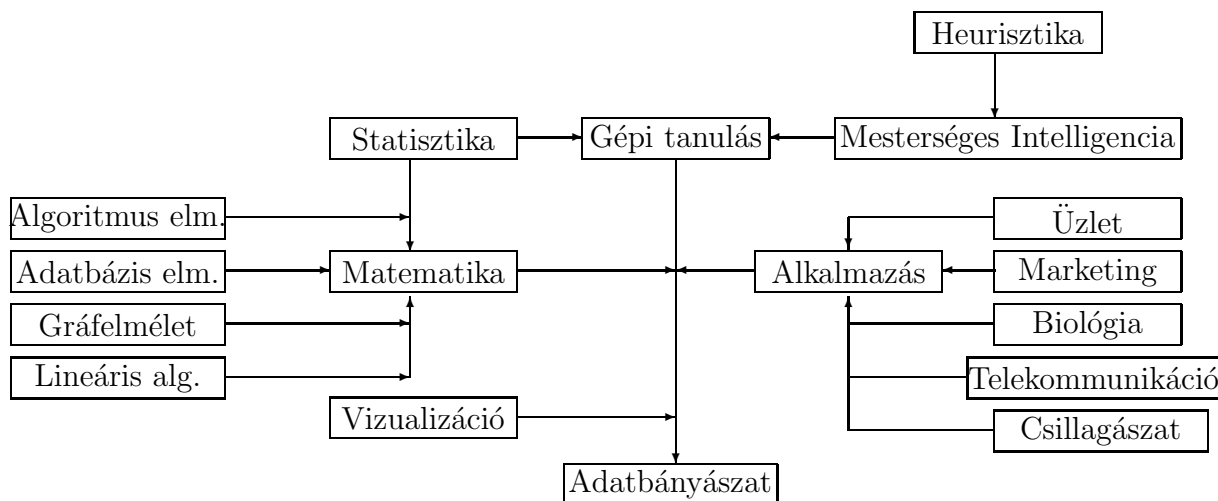 Heurisztika
Statisztika
Gépi tanulás
Mesterséges Intelligencia
Algoritmus elm.
Üzlet
Adatbázis elm.
Matematika
Alkalmazás
Marketing
Gráfelmélet
Biológia
Lineáris alg.
Telekommunikáció
Vizualizáció
Csillagászat
Adatbányászat